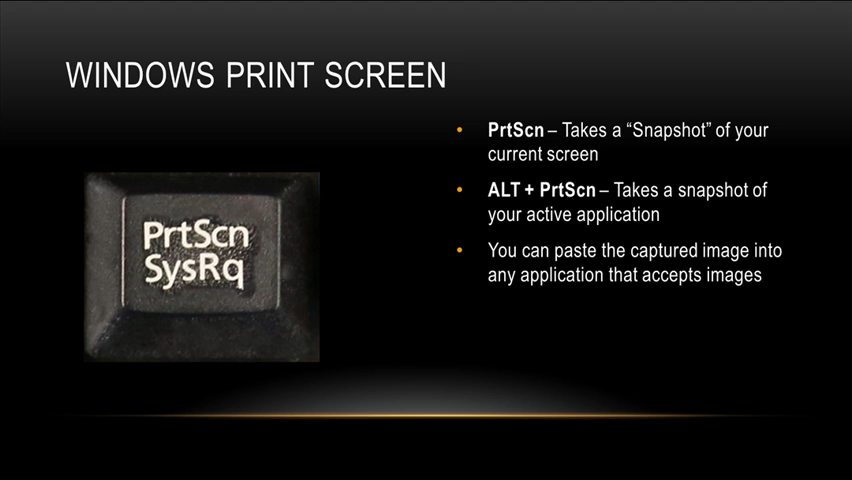 WINDOWS PRINT SCREEN
PrtScn
SysRq
• PrtScn – Takes a “Snapshot” of your
current screen
• ALT + PrtScn – Takes a snapshot of
your active application
• You can paste the captured image into
any application that accepts images